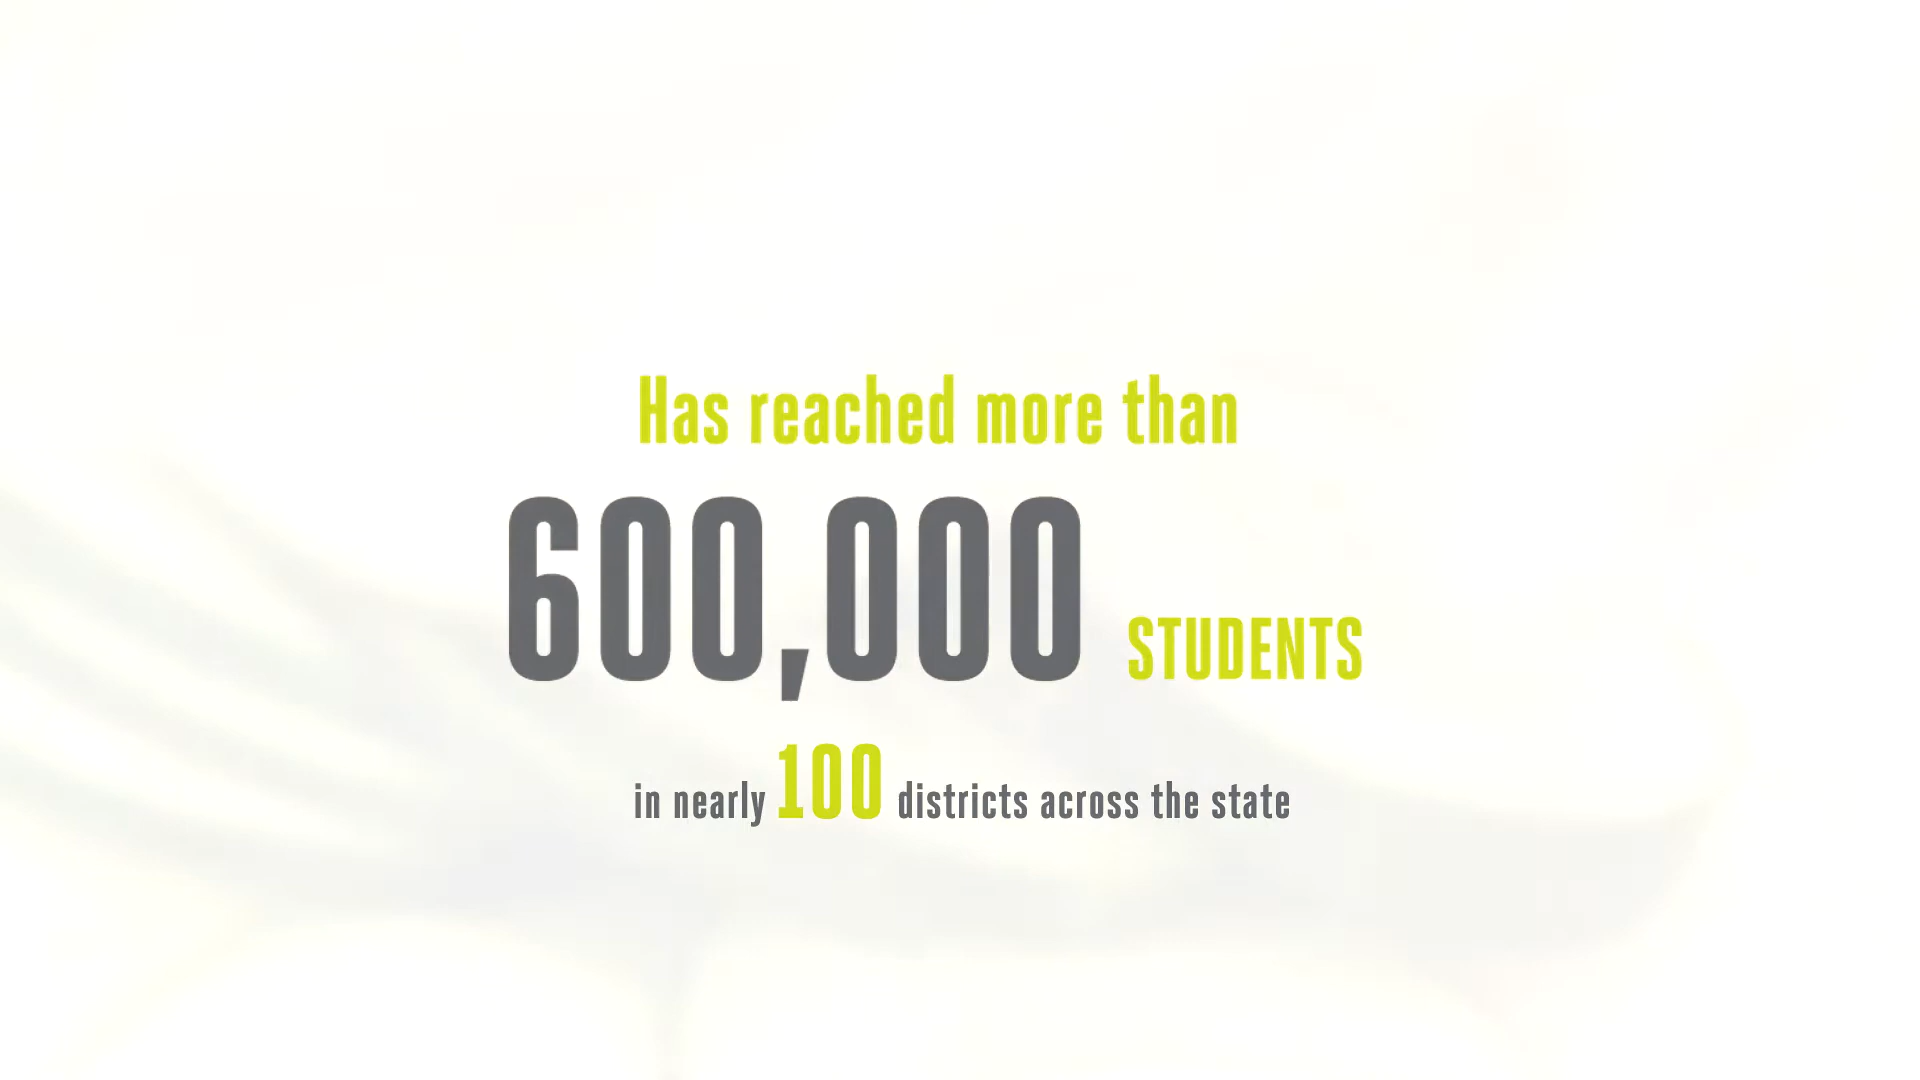 Has reached more than
600,000 STUDENTS
in nearly 100 districts across the state